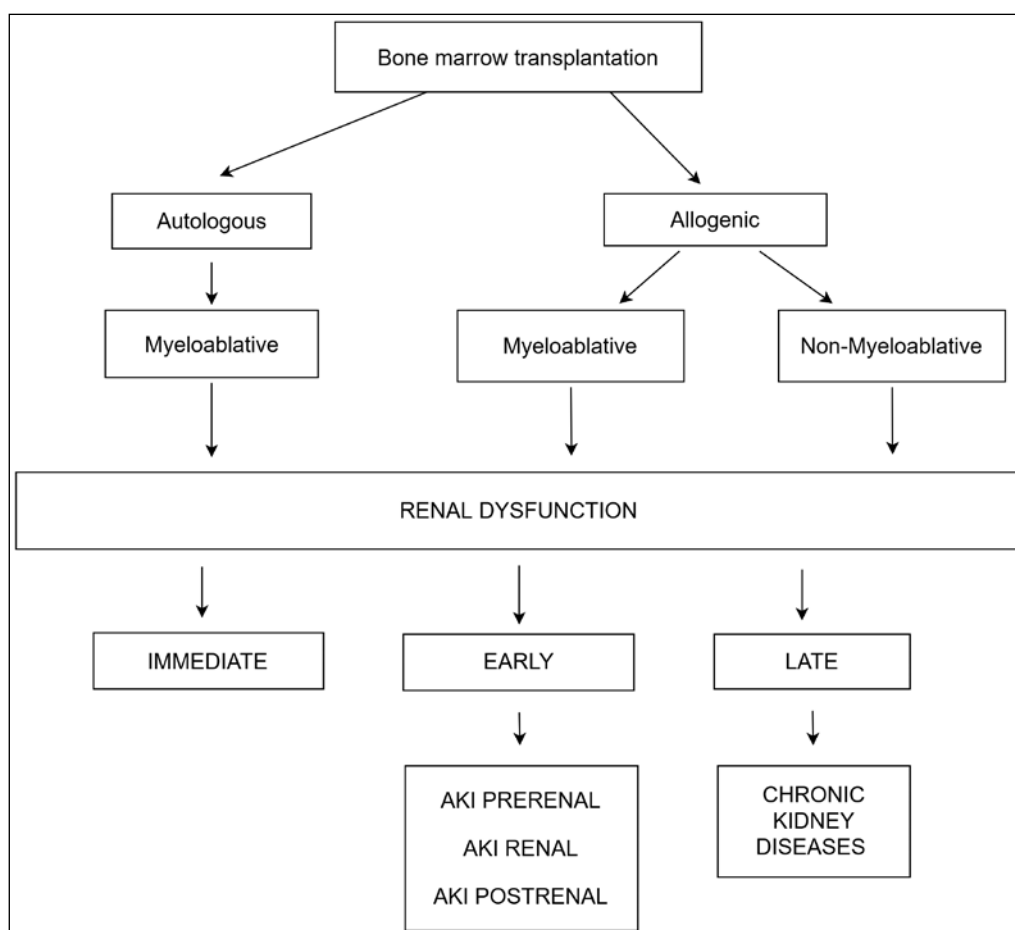 Bone marrow transplantation
Autologous
Allogenic
Myeloablative
Myeloablative
Non-Myeloablative
RENAL DYSFUNCTION
IMMEDIATE
EARLY
LATE
AKI PRERENAL
AKI RENAL
AKI POSTRENAL
CHRONIC
KIDNEY
DISEASES